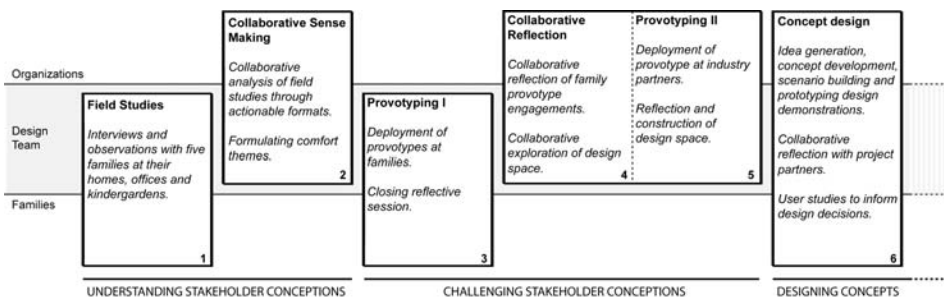 Organizations
Design
Team
Families
Field Studies
Interviews and
observations with five
families at their
homes, offices and
kindergardens.
1
Collaborative Sense
Making
Collaborative
analysis of field
studies through
actionable formats.
Formulating comfort
themes.
2
Provotyping I
Deployment of
provotypes at
families.
Closing reflective
session.
3
Collaborative
Reflection
Collaborative
reflection of family
provotype
engagements.
Collaborative
exploration of design
space.
4
Provotyping II
Deployment of
provotype at industry
partners.
Reflection and
construction of
design space.
5
Concept design
Idea generation,
concept development,
scenario building and
prototyping design
demonstrations.
Collaborative
reflection with project
partners.
User studies to inform
design decisions.
6
UNDERSTANDING STAKEHOLDER CONCEPTIONS
CHALLENGING STAKEHOLDER CONCEPTIONS
DESIGNING CONCEPTS